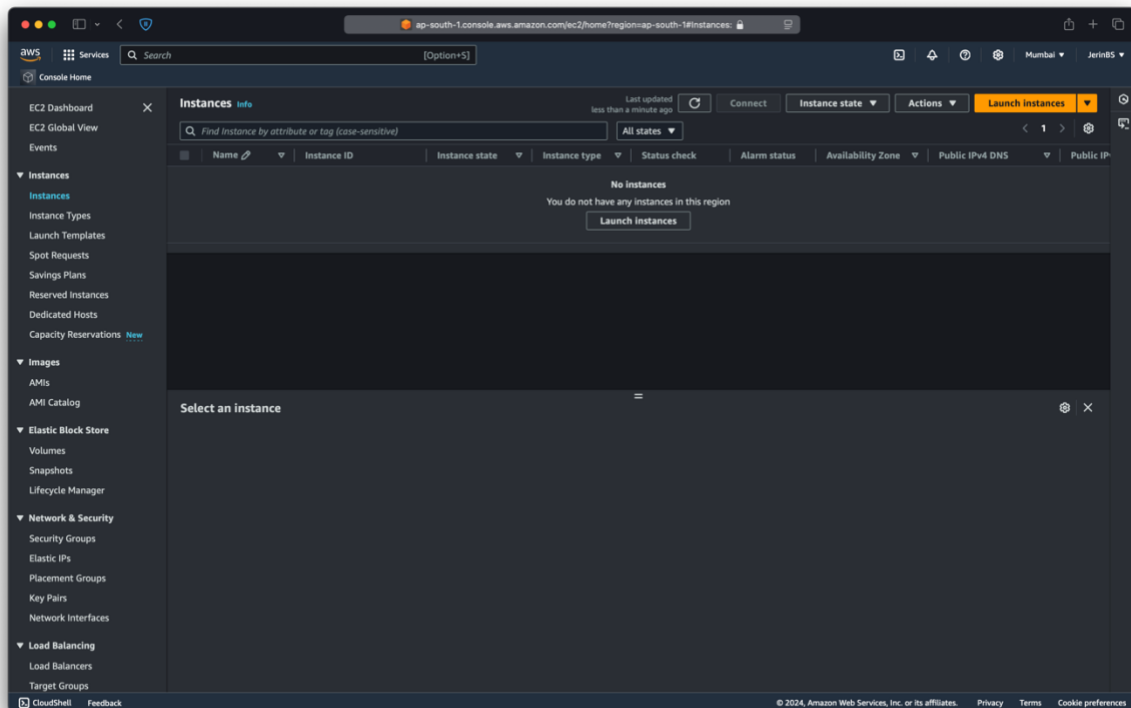 ap-south-1.console.aws.amazon.com/ec2/home?region=ap-south-1#Instances:
aws Services Search [Option+S] Mumbai JerinBS
Console Home
EC2 Dashboard
EC2 Global View
Events
Instances
Instances
Instance Types
Launch Templates
Spot Requests
Savings Plans
Reserved Instances
Dedicated Hosts
Capacity Reservations New
Images
AMIs
AMI Catalog
Elastic Block Store
Volumes
Snapshots
Lifecycle Manager
Network & Security
Security Groups
Elastic IPs
Placement Groups
Key Pairs
Network Interfaces
Load Balancing
Load Balancers
Target Groups
Instances Info
Last updated
less than a minute ago
Connect Instance state Actions Launch instances
Find Instance by attribute or tag (case-sensitive) All states 1
Name Instance ID Instance state Instance type Status check Alarm status Availability Zone Public IPv4 DNS Public IP
No instances
You do not have any instances in this region
Launch instances
Select an instance
CloudShell Feedback © 2024, Amazon Web Services, Inc. or its affiliates. Privacy Terms Cookie preferences